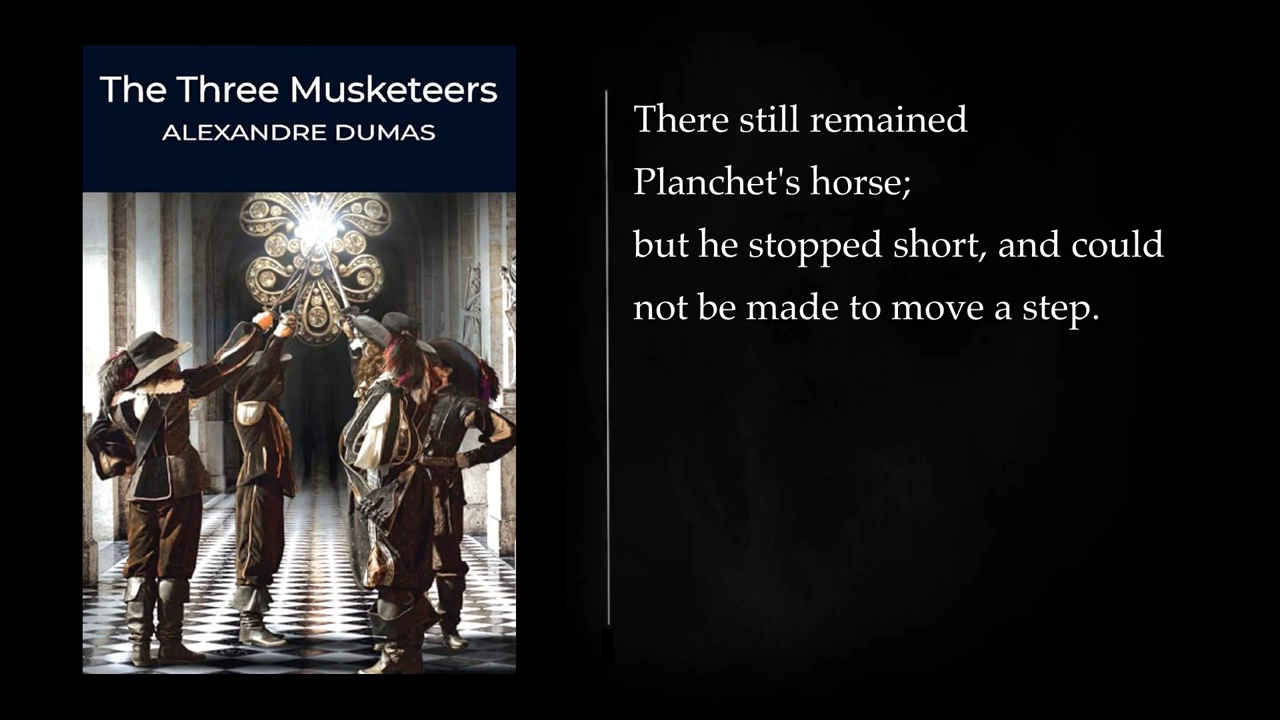 The Three Musketeers
ALEXANDRE DUMAS
There still remained
Planchet's horse;
but he stopped short, and could
not be made to move a step.